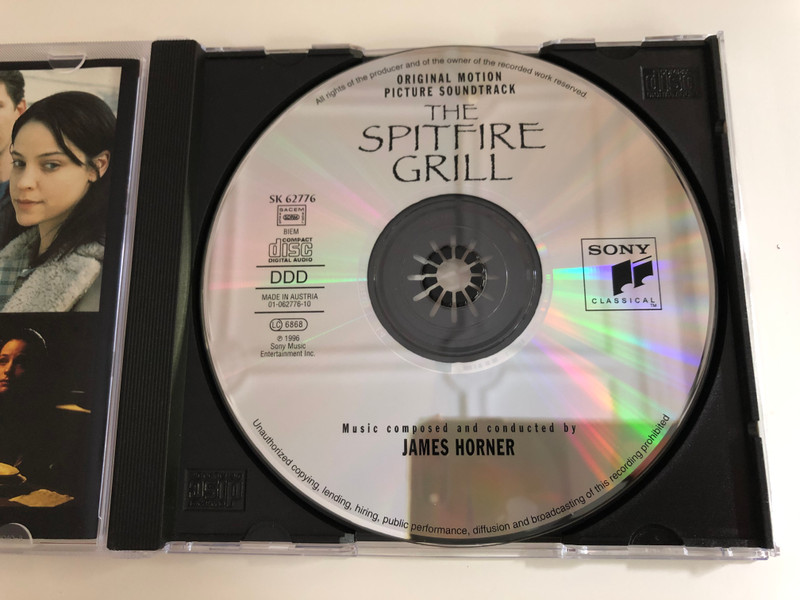 All rights of the producer and of the owner of the recorded work reserved.
ORIGINAL MOTION
PICTURE SOUNDTRACK
THE
SPITFIRE
GRILL
SK 62776
SACEM
BIEM
COMPACT
disc
DIGITAL AUDIO
DDD
MADE IN AUSTRIA
01-062776-10
LC 6868
℗ 1996
Sony Music
Entertainment Inc.
SONY
CLASSICAL™
Music composed and conducted by
JAMES HORNER
Unauthorized copying, lending, hiring, public performance, diffusion and broadcasting of this recording prohibited